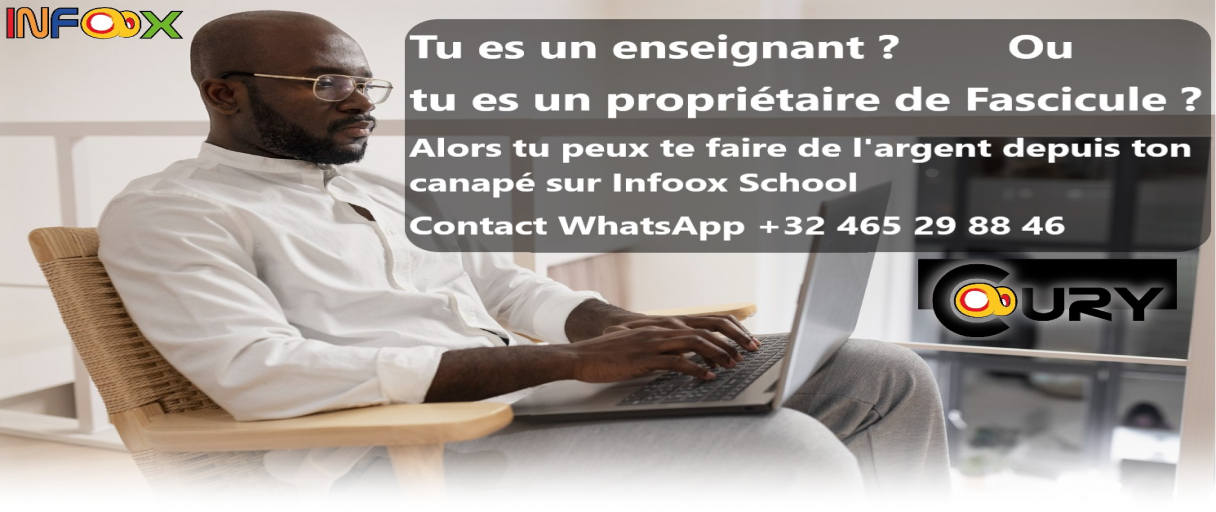 INFOOX
Tu es un enseignant ? Ou
tu es un propriétaire de Fascicule ?
Alors tu peux te faire de l'argent depuis ton
canapé sur Infoox School
Contact WhatsApp +32 465 29 88 46
COURY